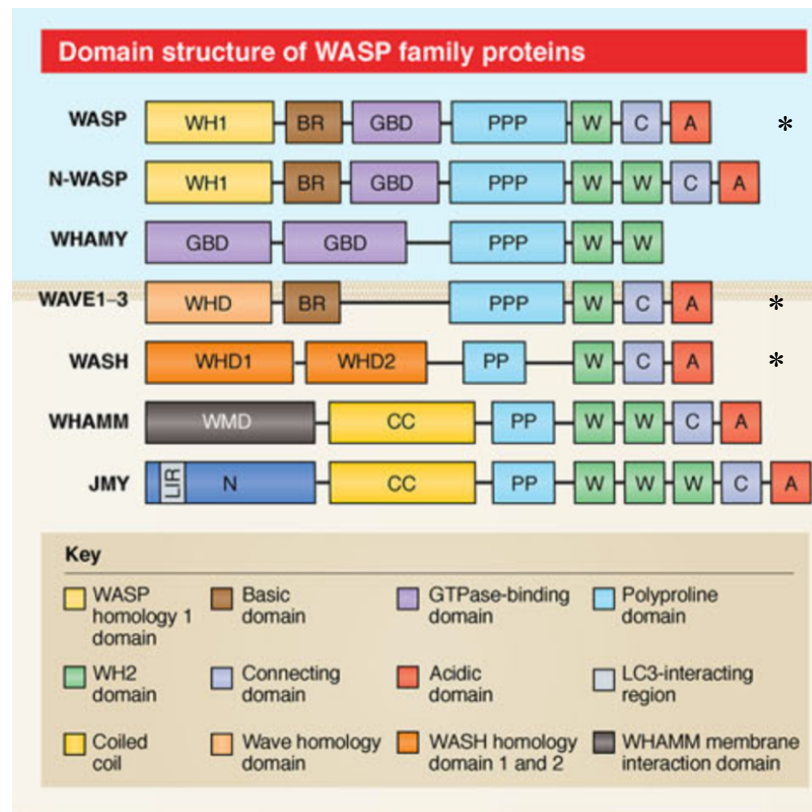 Domain structure of WASP family proteins
WASP WH1 BR GBD PPP W C A *
N-WASP WH1 BR GBD PPP W W C A
WHAMY GBD GBD PPP W W
WAVE1–3 WHD BR PPP W C A *
WASH WHD1 WHD2 PP W C A *
WHAMM WMD CC PP W W C A
JMY LIR N CC PP W W W C A
Key
WASP homology 1 domain
Basic domain
GTPase-binding domain
Polyproline domain
WH2 domain
Connecting domain
Acidic domain
LC3-interacting region
Coiled coil
Wave homology domain
WASH homology domain 1 and 2
WHAMM membrane interaction domain